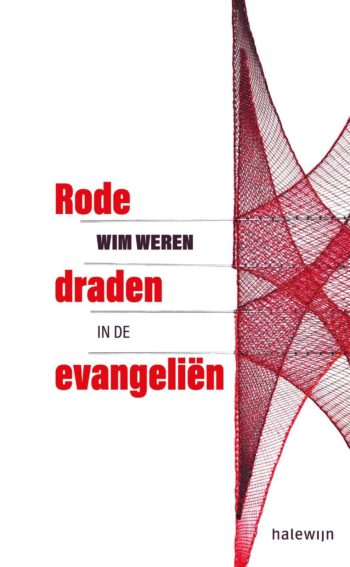 Rode
WIM WEREN
draden
IN DE
evangeliën
halewijn